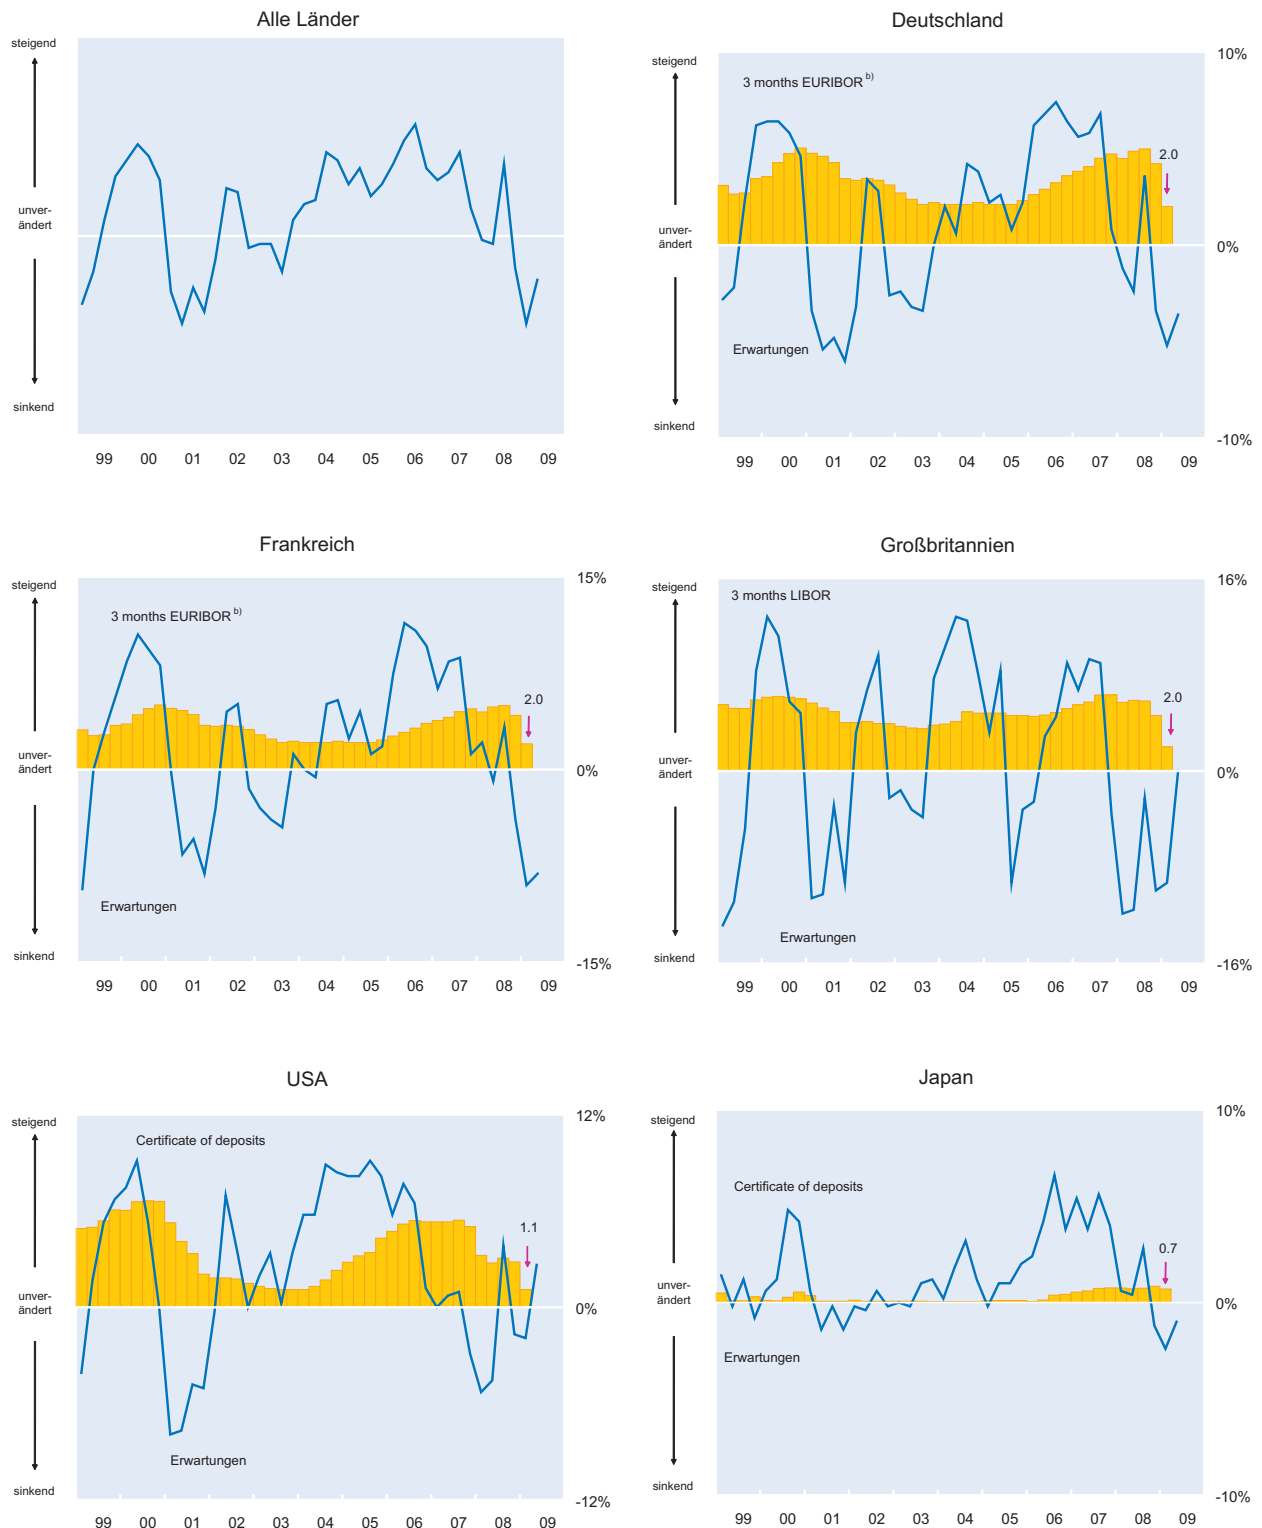 Alle Länder
steigend
unver-
ändert
sinkend
99 00 01 02 03 04 05 06 07 08 09
Deutschland
steigend
unver-
ändert
sinkend
10%
0%
-10%
3 months EURIBOR b)
2.0
Erwartungen
99 00 01 02 03 04 05 06 07 08 09
Frankreich
steigend
unver-
ändert
sinkend
15%
0%
-15%
3 months EURIBOR b)
2.0
Erwartungen
99 00 01 02 03 04 05 06 07 08 09
Großbritannien
steigend
unver-
ändert
sinkend
16%
0%
-16%
3 months LIBOR
2.0
Erwartungen
99 00 01 02 03 04 05 06 07 08 09
USA
steigend
unver-
ändert
sinkend
12%
0%
-12%
Certificate of deposits
1.1
Erwartungen
99 00 01 02 03 04 05 06 07 08 09
Japan
steigend
unver-
ändert
sinkend
10%
0%
-10%
Certificate of deposits
0.7
Erwartungen
99 00 01 02 03 04 05 06 07 08 09